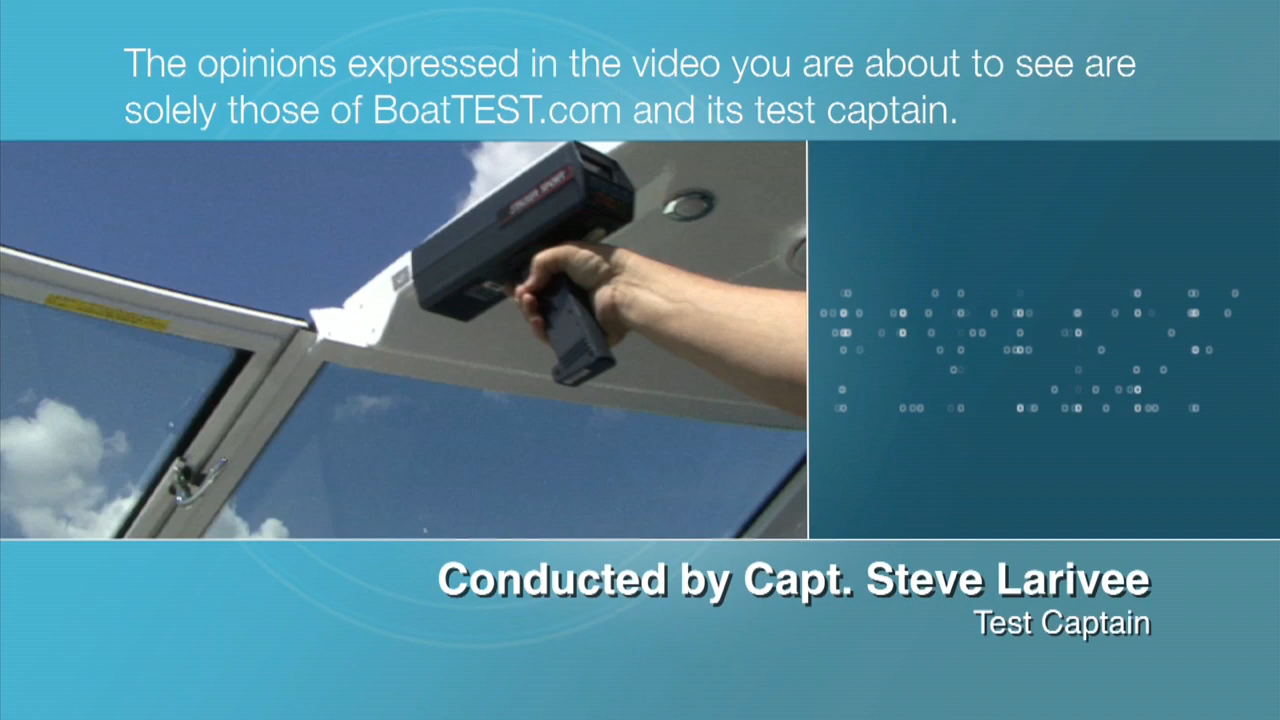 The opinions expressed in the video you are about to see are
solely those of BoatTEST.com and its test captain.
Conducted by Capt. Steve Larivee
Test Captain